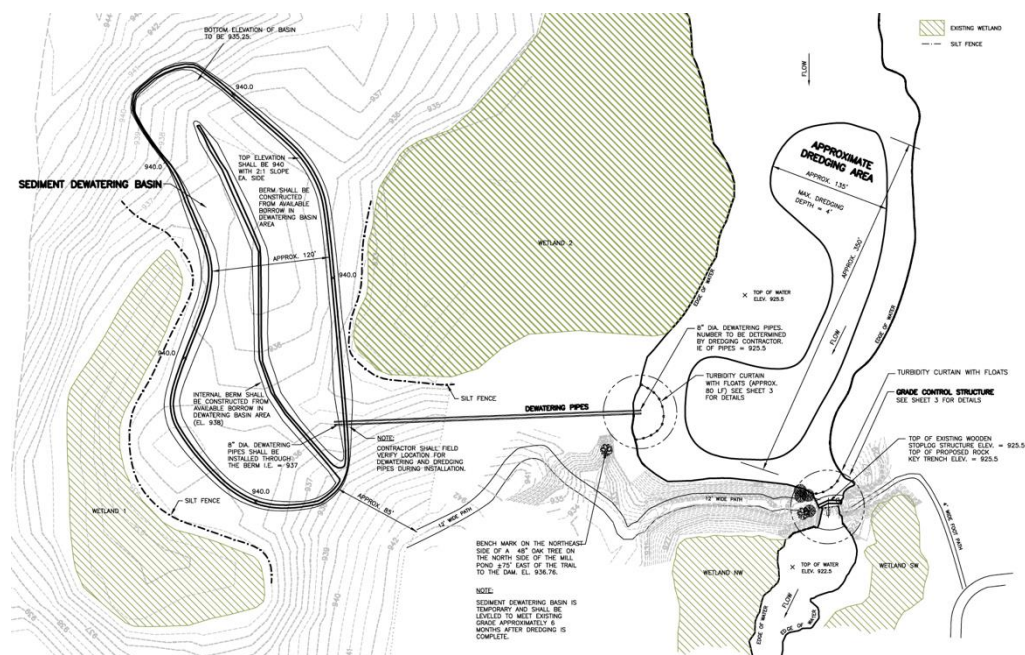 BOTTOM ELEVATION OF BASIN
TO BE 935.25.
940.0
940.0
TOP ELEVATION
SHALL BE 940
WITH 2:1 SLOPE
EA. SIDE
BERM SHALL BE
CONSTRUCTED
FROM AVAILABLE
BORROW IN
DEWATERING BASIN
AREA
SEDIMENT DEWATERING BASIN
APPROX. 120'
940.0
940.0
INTERNAL BERM SHALL
BE CONSTRUCTED FROM
AVAILABLE BORROW IN
DEWATERING BASIN AREA
(EL. 938)
8" DIA. DEWATERING
PIPES SHALL BE
INSTALLED THROUGH
THE BERM I.E. = 937
940.0
SILT FENCE
WETLAND 1
APPROX. 85'
NOTE:
CONTRACTOR SHALL FIELD
VERIFY LOCATION FOR
DEWATERING AND DREDGING
PIPES DURING INSTALLATION.
SILT FENCE
DEWATERING PIPES
12' WIDE PATH
12' WIDE PATH
WETLAND 2
EXISTING WETLAND
SILT FENCE
FLOW
APPROXIMATE
DREDGING AREA
APPROX. 135'
MAX. DREDGING
DEPTH = 4'
APPROX. 350'
EDGE OF WATER
TOP OF WATER
ELEV. 925.5
FLOW
EDGE OF WATER
8" DIA. DEWATERING PIPES.
NUMBER TO BE DETERMINED
BY DREDGING CONTRACTOR.
IE OF PIPES = 925.5
TURBIDITY CURTAIN
WITH FLOATS (APPROX.
80 LF) SEE SHEET 3
FOR DETAILS
TURBIDITY CURTAIN WITH FLOATS
GRADE CONTROL STRUCTURE
SEE SHEET 3 FOR DETAILS
TOP OF EXISTING WOODEN
STOPLOG STRUCTURE ELEV. = 925.5
TOP OF PROPOSED ROCK
KEY TRENCH ELEV. = 925.5
4' WIDE FOOT PATH
BENCH MARK ON THE NORTHEAST
SIDE OF A 48" OAK TREE ON
THE NORTH SIDE OF THE MILL
POND ±75' EAST OF THE TRAIL
TO THE DAM. EL. 936.76.
NOTE:
SEDIMENT DEWATERING BASIN IS
TEMPORARY AND SHALL BE
LEVELED TO MEET EXISTING
GRADE APPROXIMATELY 6
MONTHS AFTER DREDGING IS
COMPLETE.
WETLAND NW
TOP OF WATER
ELEV. 922.5
WETLAND SW
FLOW
EDGE OF WATER
EDGE OF WATER